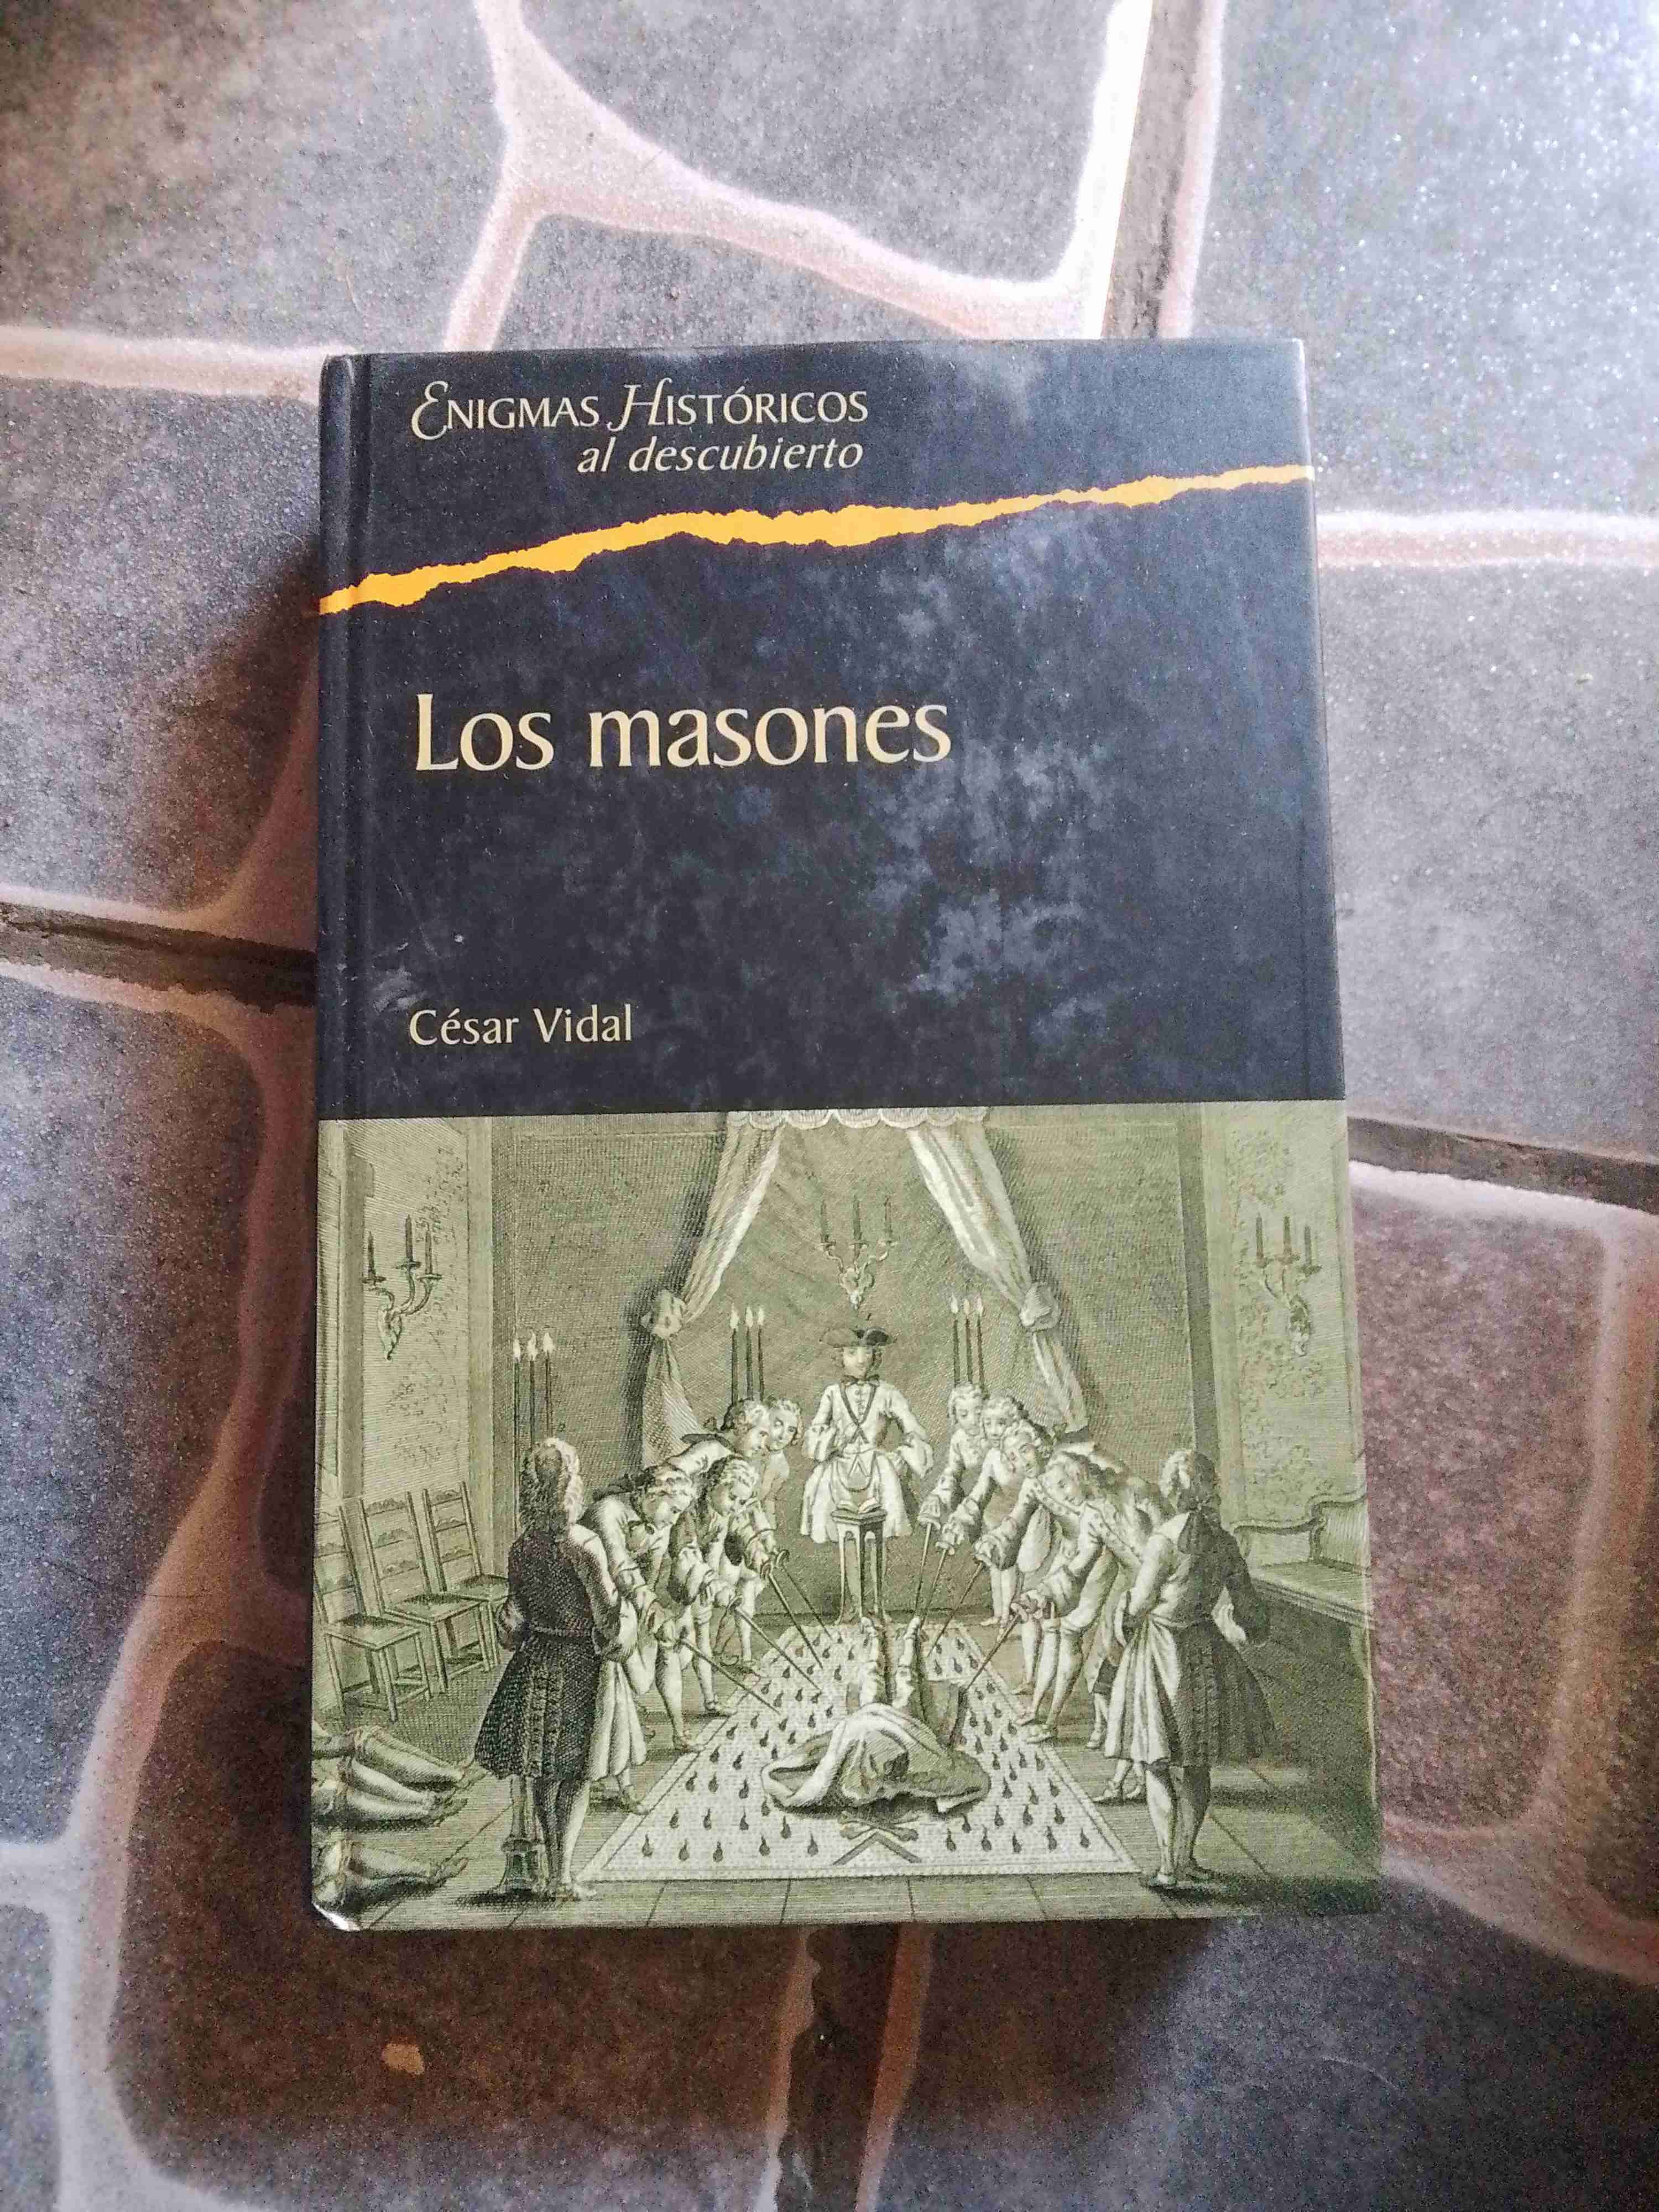 ENIGMAS HISTÓRICOS
al descubierto
Los masones
César Vidal